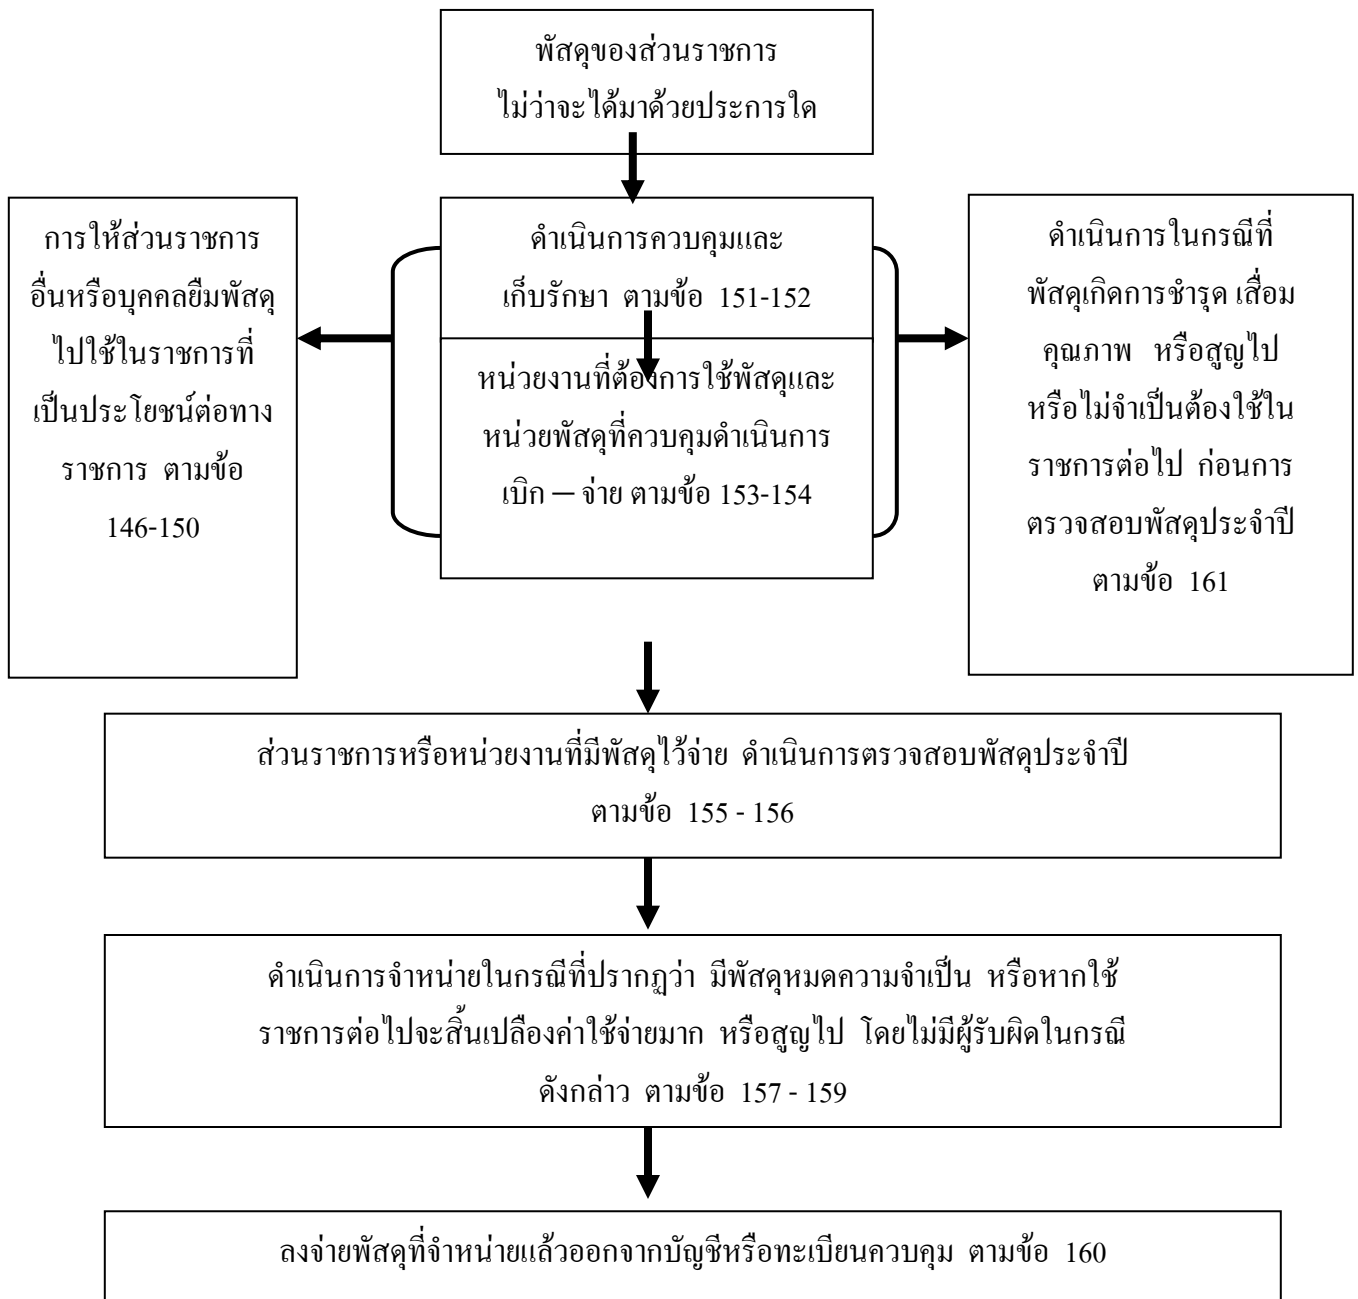 พัสดุของส่วนราชการ
ไม่ว่าจะได้มาด้วยประการใด
การให้ส่วนราชการ
อื่นหรือบุคคลยืมพัสดุ
ไปใช้ในราชการที่
เป็นประโยชน์ต่อทาง
ราชการ ตามข้อ
146-150
ดำเนินการควบคุมและ
เก็บรักษา ตามข้อ 151-152
หน่วยงานที่ต้องการใช้พัสดุและ
หน่วยพัสดุที่ควบคุมดำเนินการ
เบิก – จ่าย ตามข้อ 153-154
ดำเนินการในกรณีที่
พัสดุเกิดการชำรุด เสื่อม
คุณภาพ หรือสูญไป
หรือไม่จำเป็นต้องใช้ใน
ราชการต่อไป ก่อนการ
ตรวจสอบพัสดุประจำปี
ตามข้อ 161
ส่วนราชการหรือหน่วยงานที่มีพัสดุไว้จ่าย ดำเนินการตรวจสอบพัสดุประจำปี
ตามข้อ 155 - 156
ดำเนินการจำหน่ายในกรณีที่ปรากฏว่า มีพัสดุหมดความจำเป็น หรือหากใช้
ราชการต่อไปจะสิ้นเปลืองค่าใช้จ่ายมาก หรือสูญไป โดยไม่มีผู้รับผิดในกรณี
ดังกล่าว ตามข้อ 157 - 159
ลงจ่ายพัสดุที่จำหน่ายแล้วออกจากบัญชีหรือทะเบียนควบคุม ตามข้อ 160